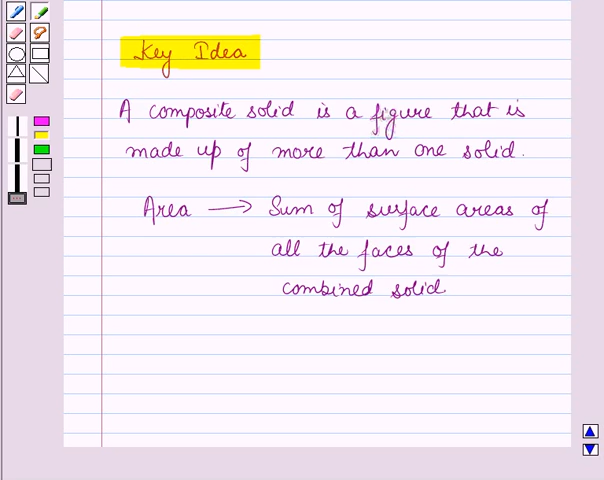 Key Idea
A composite solid is a figure that is
made up of more than one solid.
Area → Sum of surface areas of
all the faces of the
combined solid